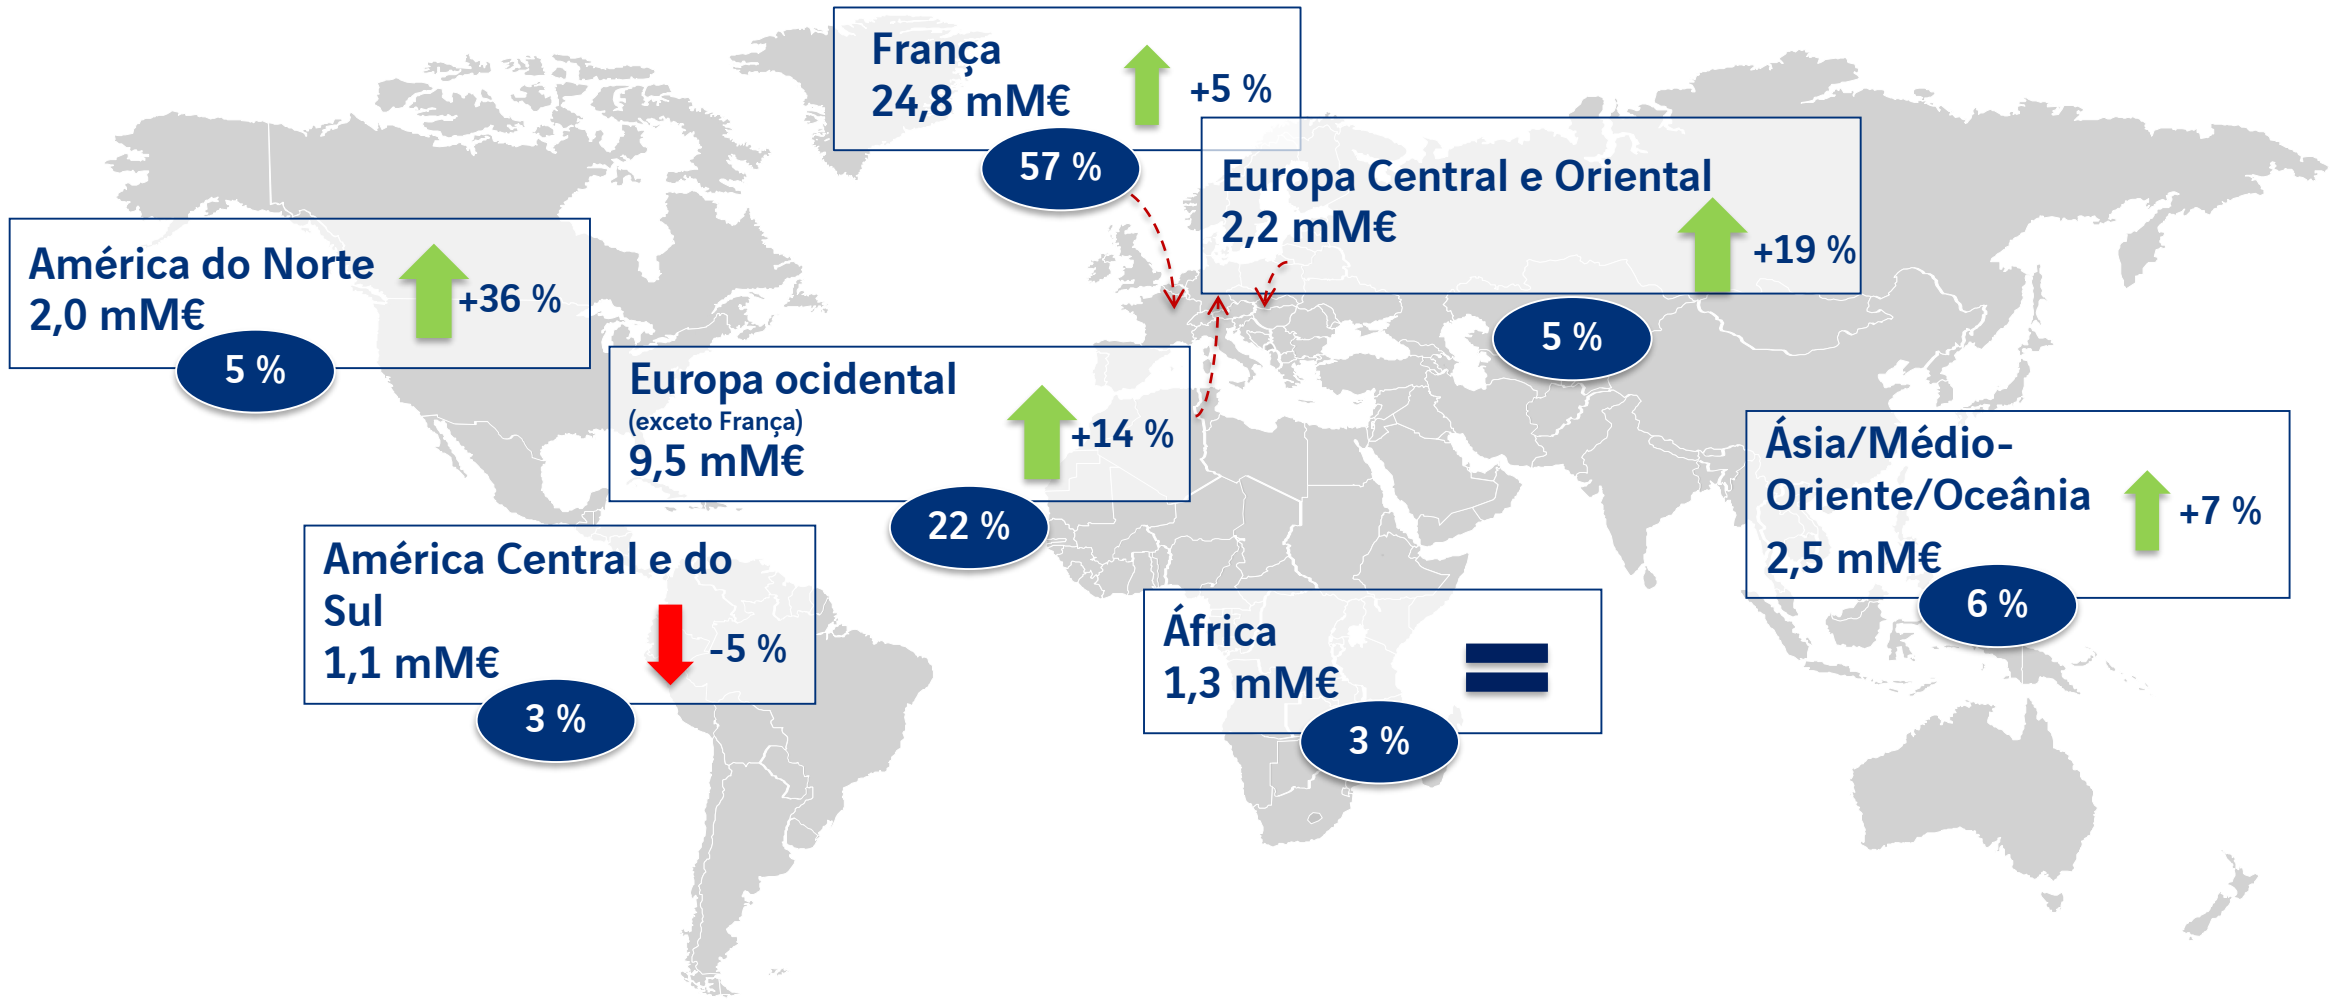 França
24,8 mM€
+5 %
57 %
Europa Central e Oriental
2,2 mM€
+19 %
5 %
América do Norte
2,0 mM€
+36 %
5 %
Europa ocidental
(exceto França)
9,5 mM€
+14 %
22 %
Ásia/Médio-
Oriente/Oceânia
2,5 mM€
+7 %
6 %
América Central e do
Sul
1,1 mM€
-5 %
3 %
África
1,3 mM€
=
3 %